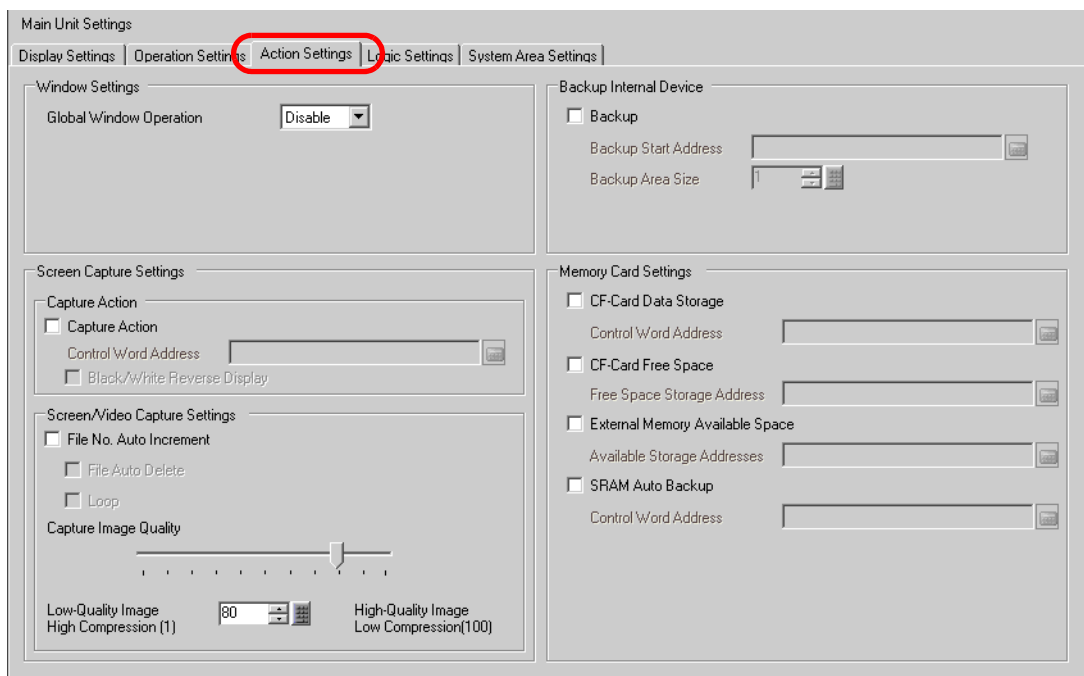 Main Unit Settings
Display Settings
Operation Settings
Action Settings
Logic Settings
System Area Settings
Window Settings
Global Window Operation
Disable
Backup Internal Device
Backup
Backup Start Address
Backup Area Size
1
Screen Capture Settings
Capture Action
Capture Action
Control Word Address
Black/White Reverse Display
Screen/Video Capture Settings
File No. Auto Increment
File Auto Delete
Loop
Capture Image Quality
Low-Quality Image
High Compression (1)
80
High-Quality Image
Low Compression(100)
Memory Card Settings
CF-Card Data Storage
Control Word Address
CF-Card Free Space
Free Space Storage Address
External Memory Available Space
Available Storage Addresses
SRAM Auto Backup
Control Word Address